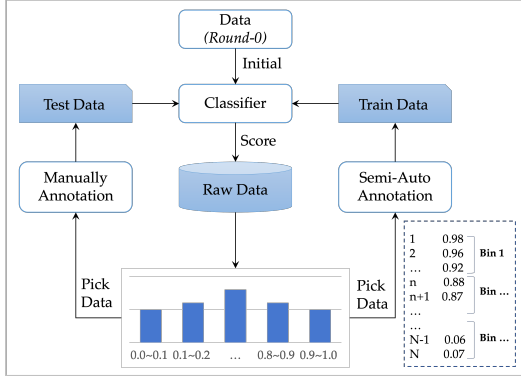 Data
(Round-0)
Initial
Test Data
Classifier
Train Data
Score
Manually
Annotation
Raw Data
Semi-Auto
Annotation
Pick
Data
Pick
Data
0.0~0.1 0.1~0.2 ... 0.8~0.9 0.9~1.0
1 0.98
2 0.96
... 0.92
Bin 1
n 0.88
n+1 0.87
...
Bin ...
...
N-1 0.06
N 0.07
Bin ...